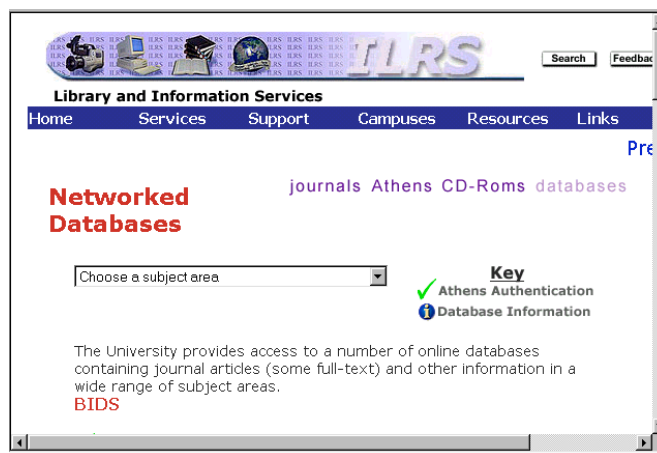 ILRS
Search
Feedbac
Library and Information Services
Home Services Support Campuses Resources Links
Pre
journals Athens CD-Roms databases
Networked
Databases
Choose a subject area
Key
Athens Authentication
Database Information
The University provides access to a number of online databases
containing journal articles (some full-text) and other information in a
wide range of subject areas.
BIDS